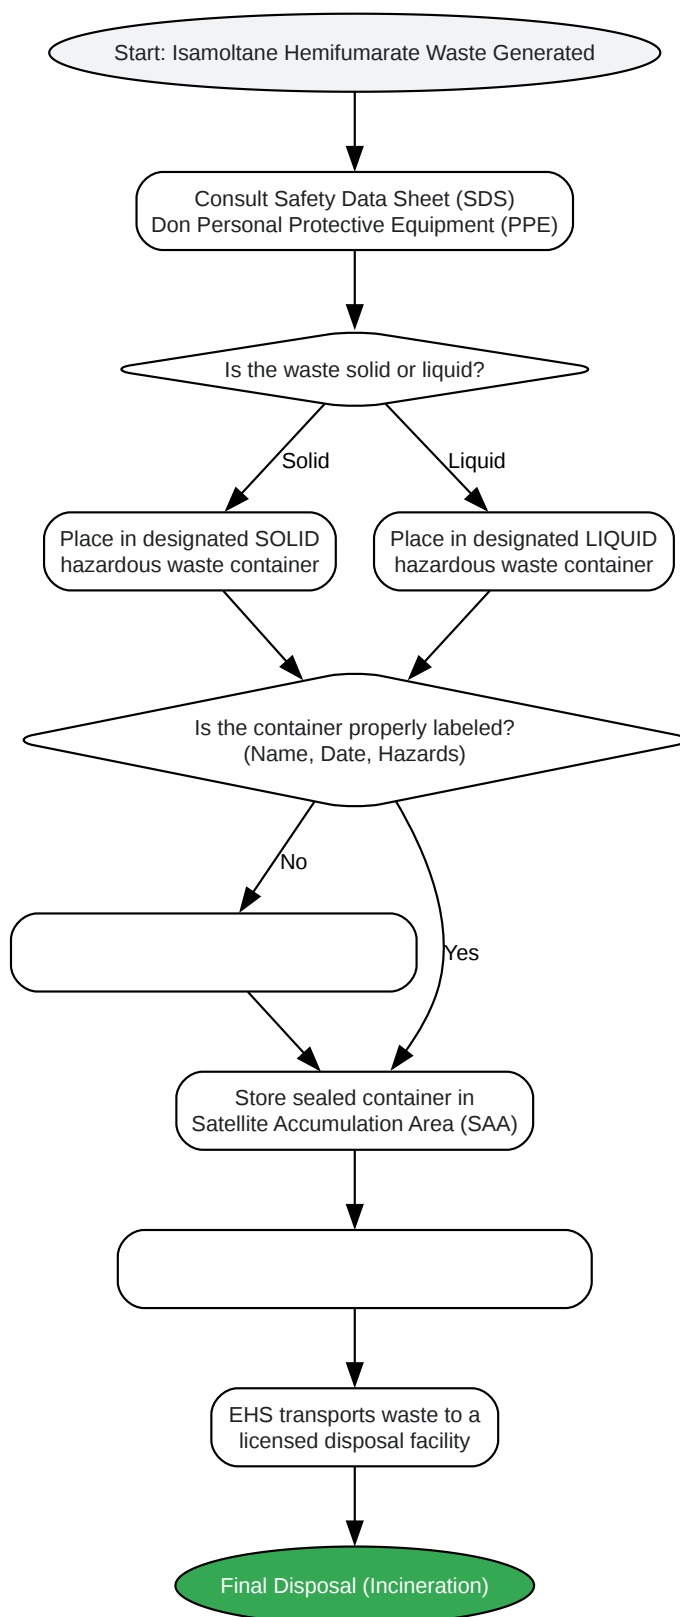 Start: Isamoltane Hemifumarate Waste Generated
Consult Safety Data Sheet (SDS)
Don Personal Protective Equipment (PPE)
Is the waste solid or liquid?
Solid
Liquid
Place in designated SOLID
hazardous waste container
Place in designated LIQUID
hazardous waste container
Is the container properly labeled?
(Name, Date, Hazards)
No
Yes
Store sealed container in
Satellite Accumulation Area (SAA)
EHS transports waste to a
licensed disposal facility
Final Disposal (Incineration)